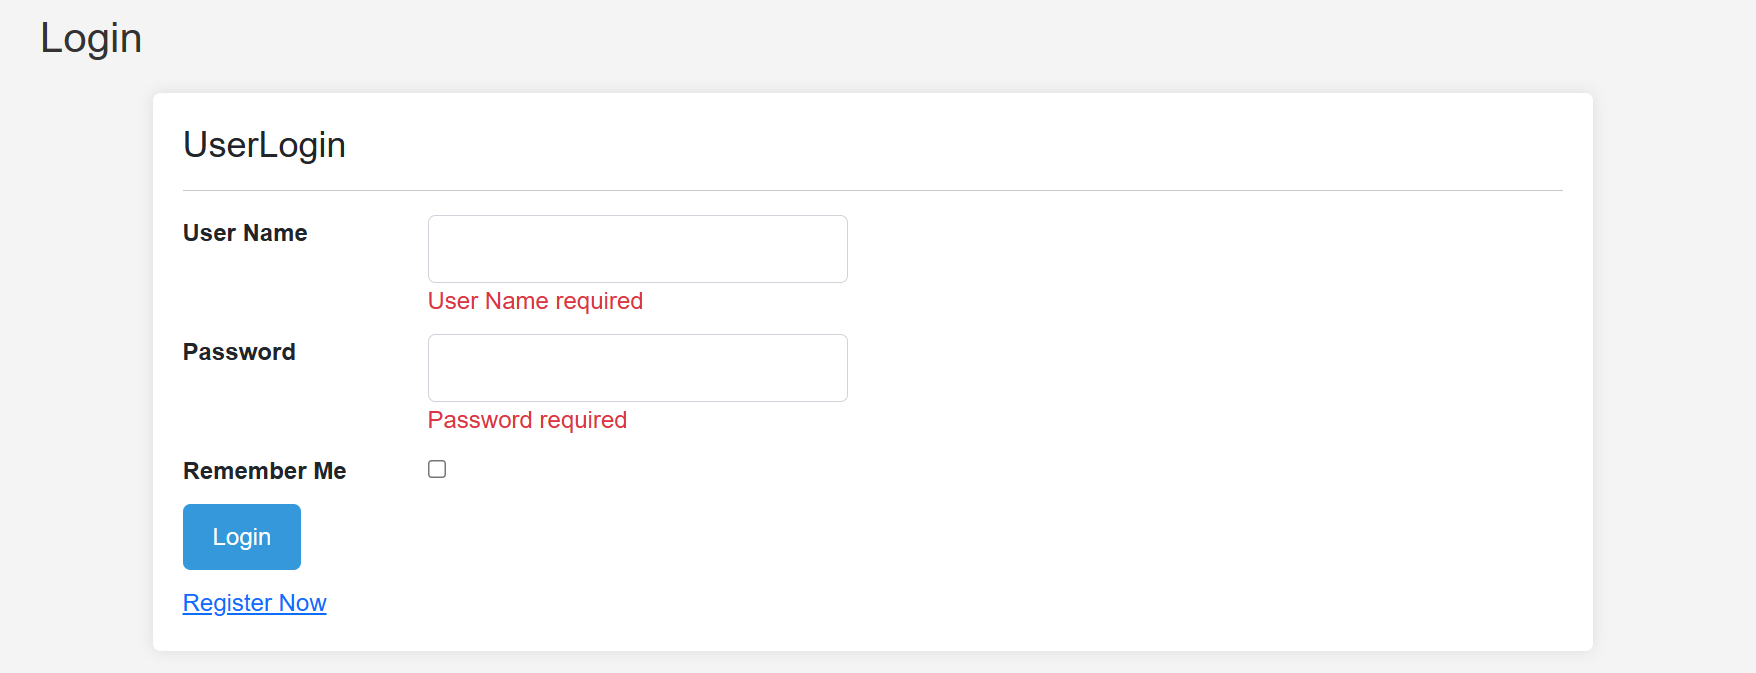 Login
UserLogin
User Name
User Name required
Password
Password required
Remember Me
Login
Register Now